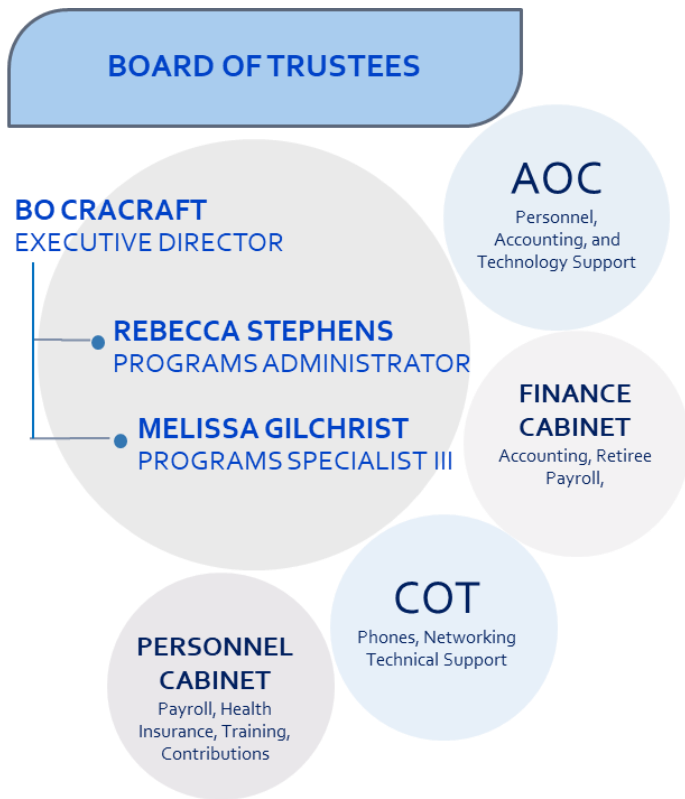 BOARD OF TRUSTEES
BO CRACRAFT
EXECUTIVE DIRECTOR
REBECCA STEPHENS
PROGRAMS ADMINISTRATOR
MELISSA GILCHRIST
PROGRAMS SPECIALIST III
AOC
Personnel,
Accounting, and
Technology Support
FINANCE
CABINET
Accounting, Retiree
Payroll,
COT
Phones, Networking
Technical Support
PERSONNEL
CABINET
Payroll, Health
Insurance, Training,
Contributions